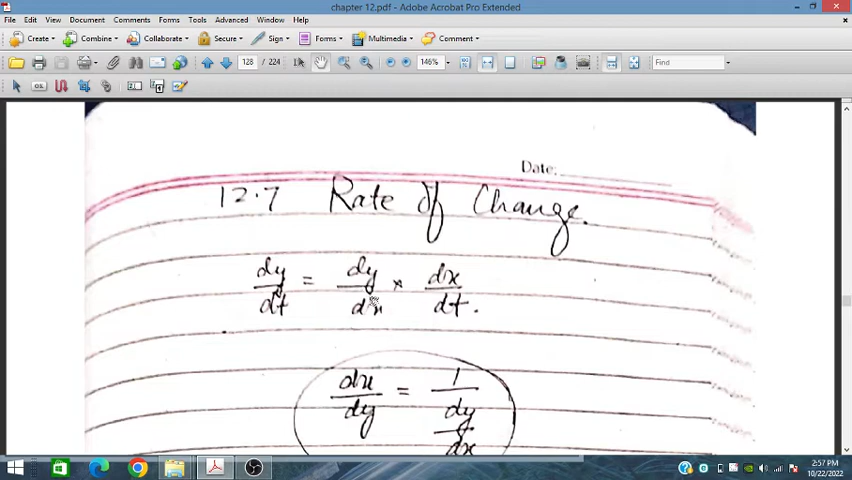 chapter 12.pdf - Adobe Acrobat Pro Extended
File Edit View Document Comments Forms Tools Advanced Window Help
Create Combine Collaborate Secure Sign Forms Multimedia Comment
128 / 224 146% Find
Date:
12.7 Rate of Change.
dy/dt = dy/dx × dx/dt.
dx/dy = 1/(dy/dx)
2:57 PM
10/22/2022